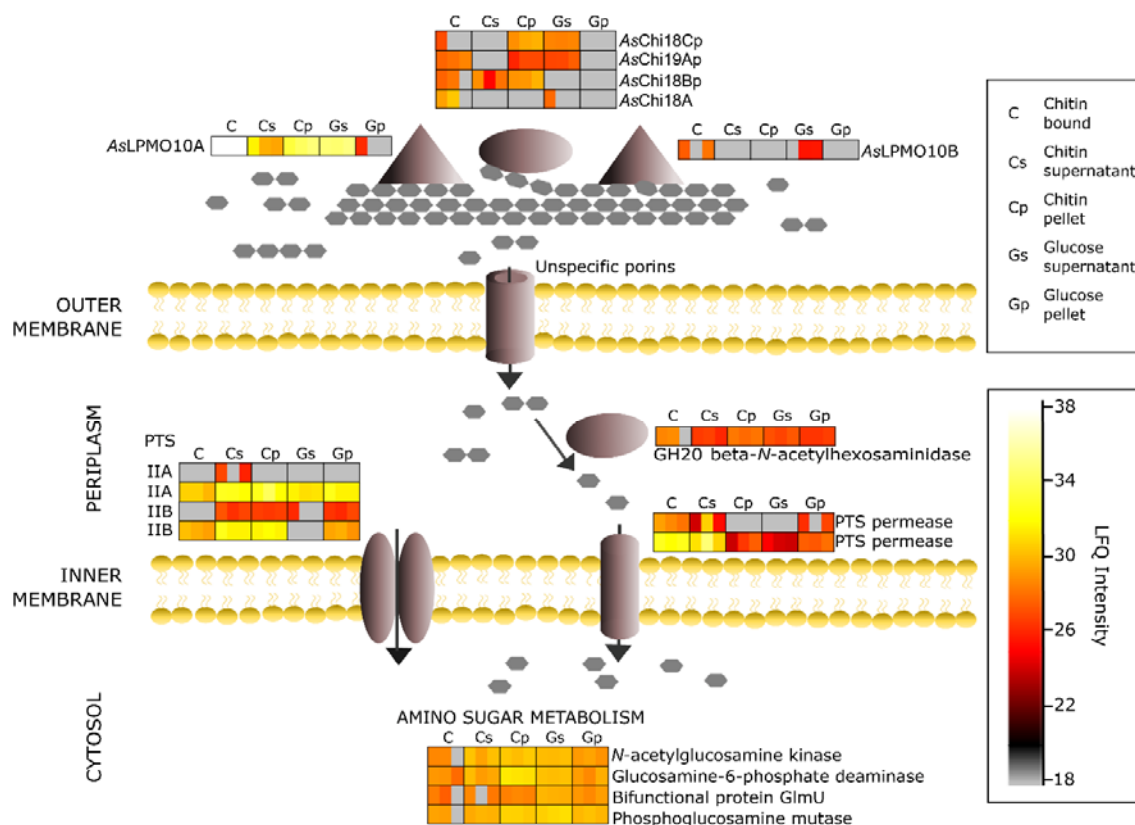 C Cs Cp Gs Gp
AsChi18Cp
AsChi19Ap
AsChi18Bp
AsChi18A
C Cs Cp Gs Gp
AsLPMO10A
C Cs Cp Gs Gp
AsLPMO10B
C Chitin
bound
Cs Chitin
supernatant
Cp Chitin
pellet
Gs Glucose
supernatant
Gp Glucose
pellet
Unspecific porins
OUTER
MEMBRANE
PERIPLASM
PTS
C Cs Cp Gs Gp
IIA
IIA
IIB
IIB
C Cs Cp Gs Gp
GH20 beta-N-acetylhexosaminidase
C Cs Cp Gs Gp
PTS permease
PTS permease
INNER
MEMBRANE
CYTOSOL
AMINO SUGAR METABOLISM
C Cs Cp Gs Gp
N-acetylglucosamine kinase
Glucosamine-6-phosphate deaminase
Bifunctional protein GlmU
Phosphoglucosamine mutase
38
34
30
26
22
18
LFQ Intensity